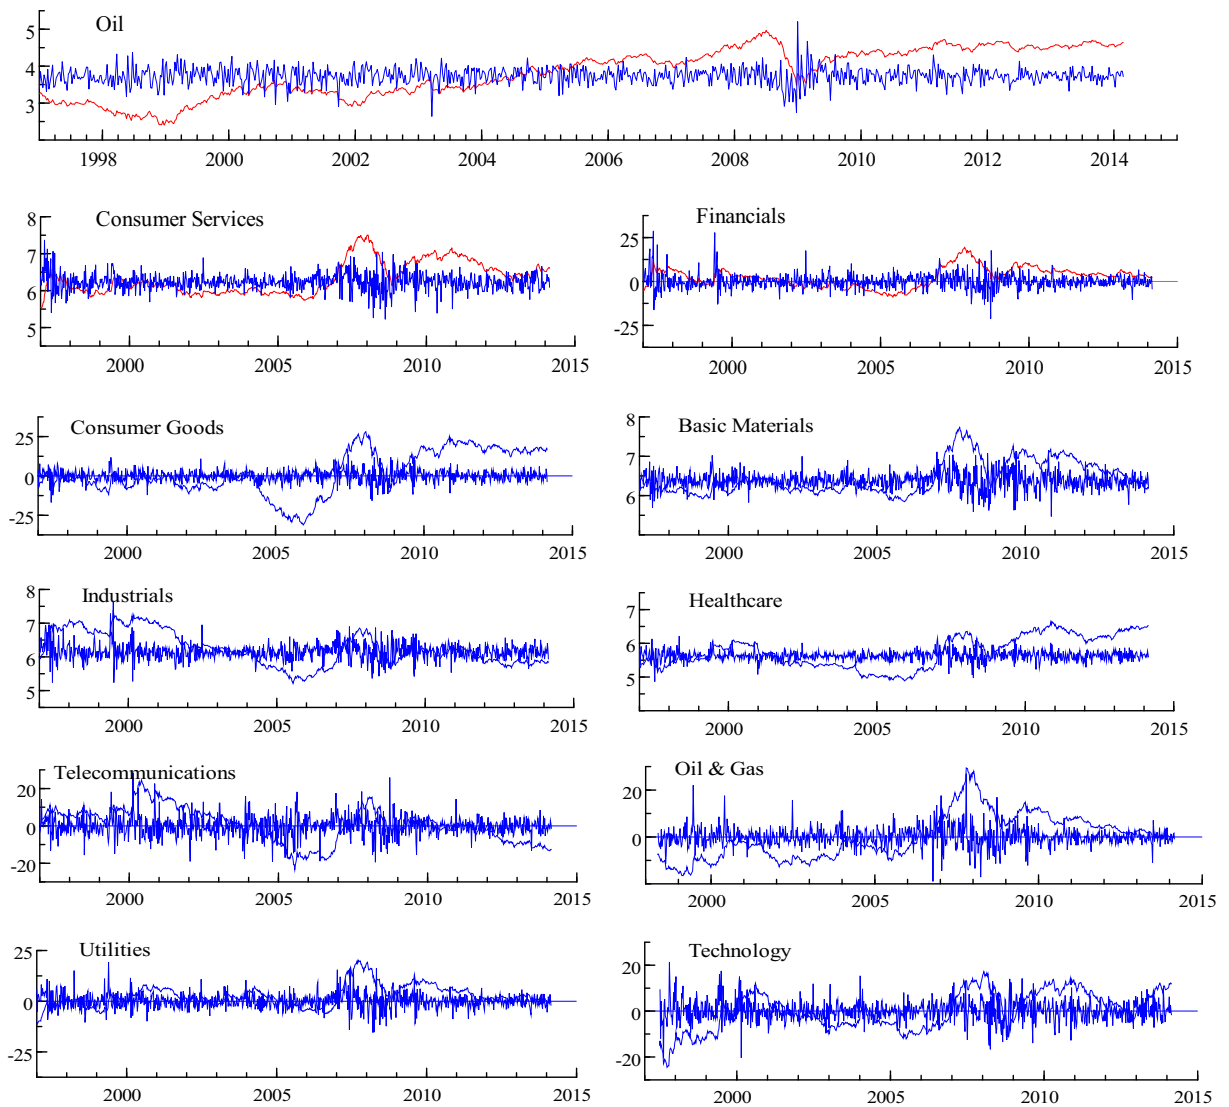 Oil
5
4
3
1998 2000 2002 2004 2006 2008 2010 2012 2014
Consumer Services
8
7
6
5
2000 2005 2010 2015
Financials
25
0
-25
2000 2005 2010 2015
Consumer Goods
25
0
-25
2000 2005 2010 2015
Basic Materials
8
7
6
2000 2005 2010 2015
Industrials
8
7
6
5
2000 2005 2010 2015
Healthcare
7
6
5
2000 2005 2010 2015
Telecommunications
20
0
-20
2000 2005 2010 2015
Oil & Gas
20
0
2000 2005 2010 2015
Utilities
25
0
-25
2000 2005 2010 2015
Technology
20
0
-20
2000 2005 2010 2015